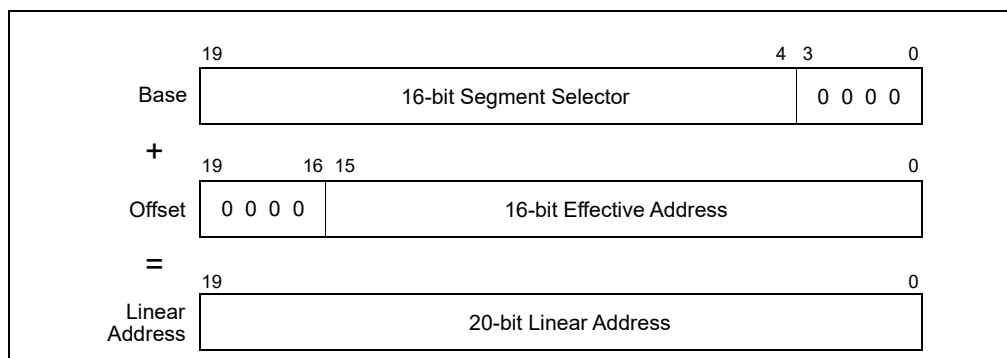 19 4 3 0
Base 16-bit Segment Selector 0 0 0 0
+
19 16 15 0
Offset 0 0 0 0 16-bit Effective Address
=
19 0
Linear
Address 20-bit Linear Address